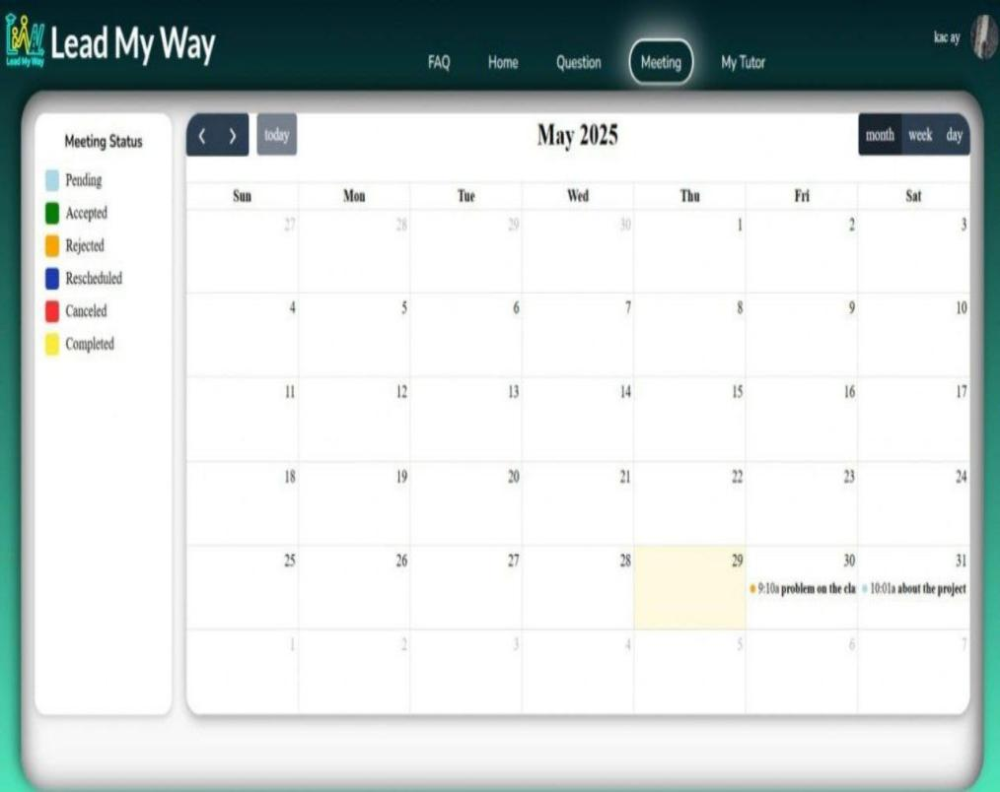 Lead My Way
Lead My Way
kac ay
FAQ Home Question Meeting My Tutor
Meeting Status
Pending
Accepted
Rejected
Rescheduled
Canceled
Completed
today
May 2025
month week day
Sun Mon Tue Wed Thu Fri Sat
27 28 29 30 1 2 3
4 5 6 7 8 9 10
11 12 13 14 15 16 17
18 19 20 21 22 23 24
25 26 27 28 29 30 31
9:10a problem on the cla 10:01a about the project
1 2 3 4 5 6 7